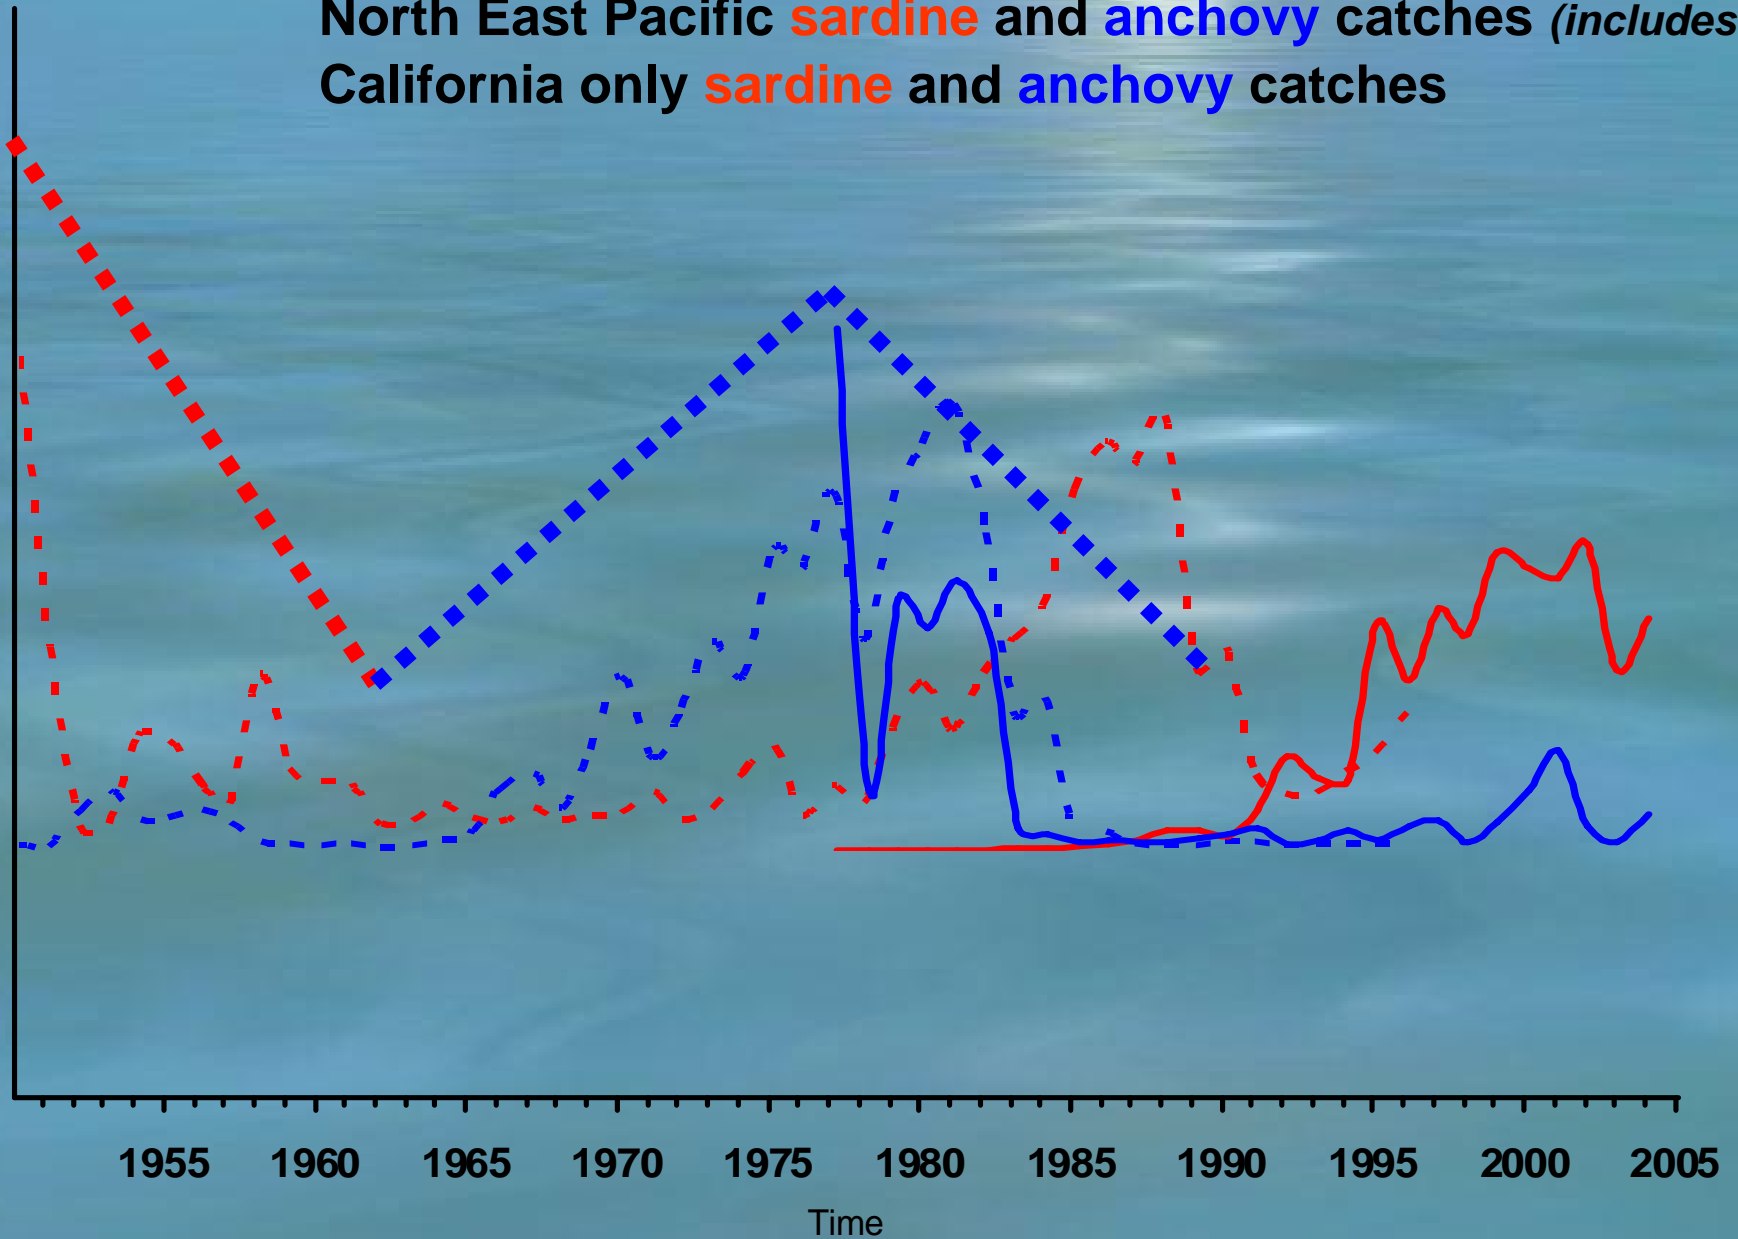 North East Pacific sardine and anchovy catches (includes
California only sardine and anchovy catches
1955 1960 1965 1970 1975 1980 1985 1990 1995 2000 2005
Time